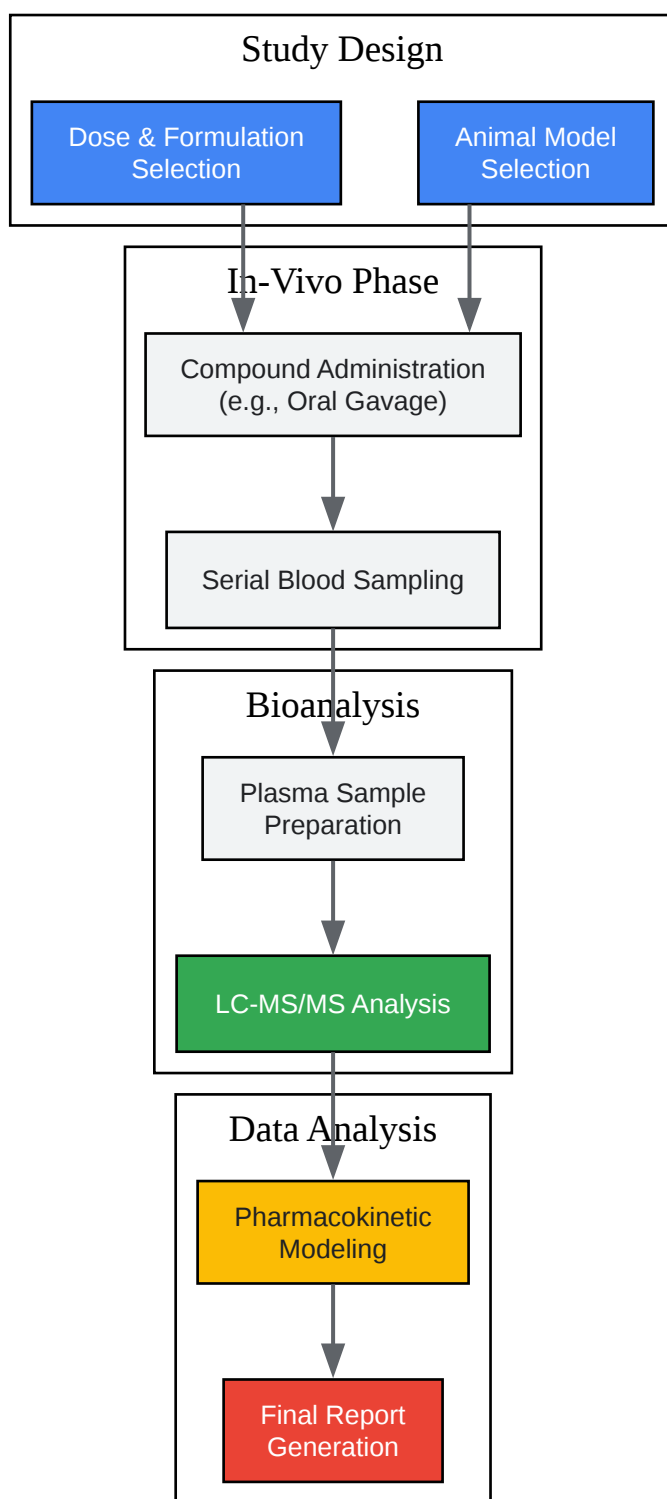 Study Design
Dose & Formulation
Selection
Animal Model
Selection
In-Vivo Phase
Compound Administration
(e.g., Oral Gavage)
Serial Blood Sampling
Bioanalysis
Plasma Sample
Preparation
LC-MS/MS Analysis
Data Analysis
Pharmacokinetic
Modeling
Final Report
Generation